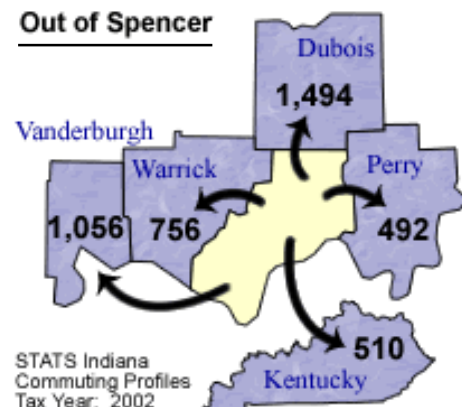 Out of Spencer
Dubois
1,494
Vanderburgh
Warrick
Perry
1,056
756
492
510
Kentucky
STATS Indiana
Commuting Profiles
Tax Year: 2002